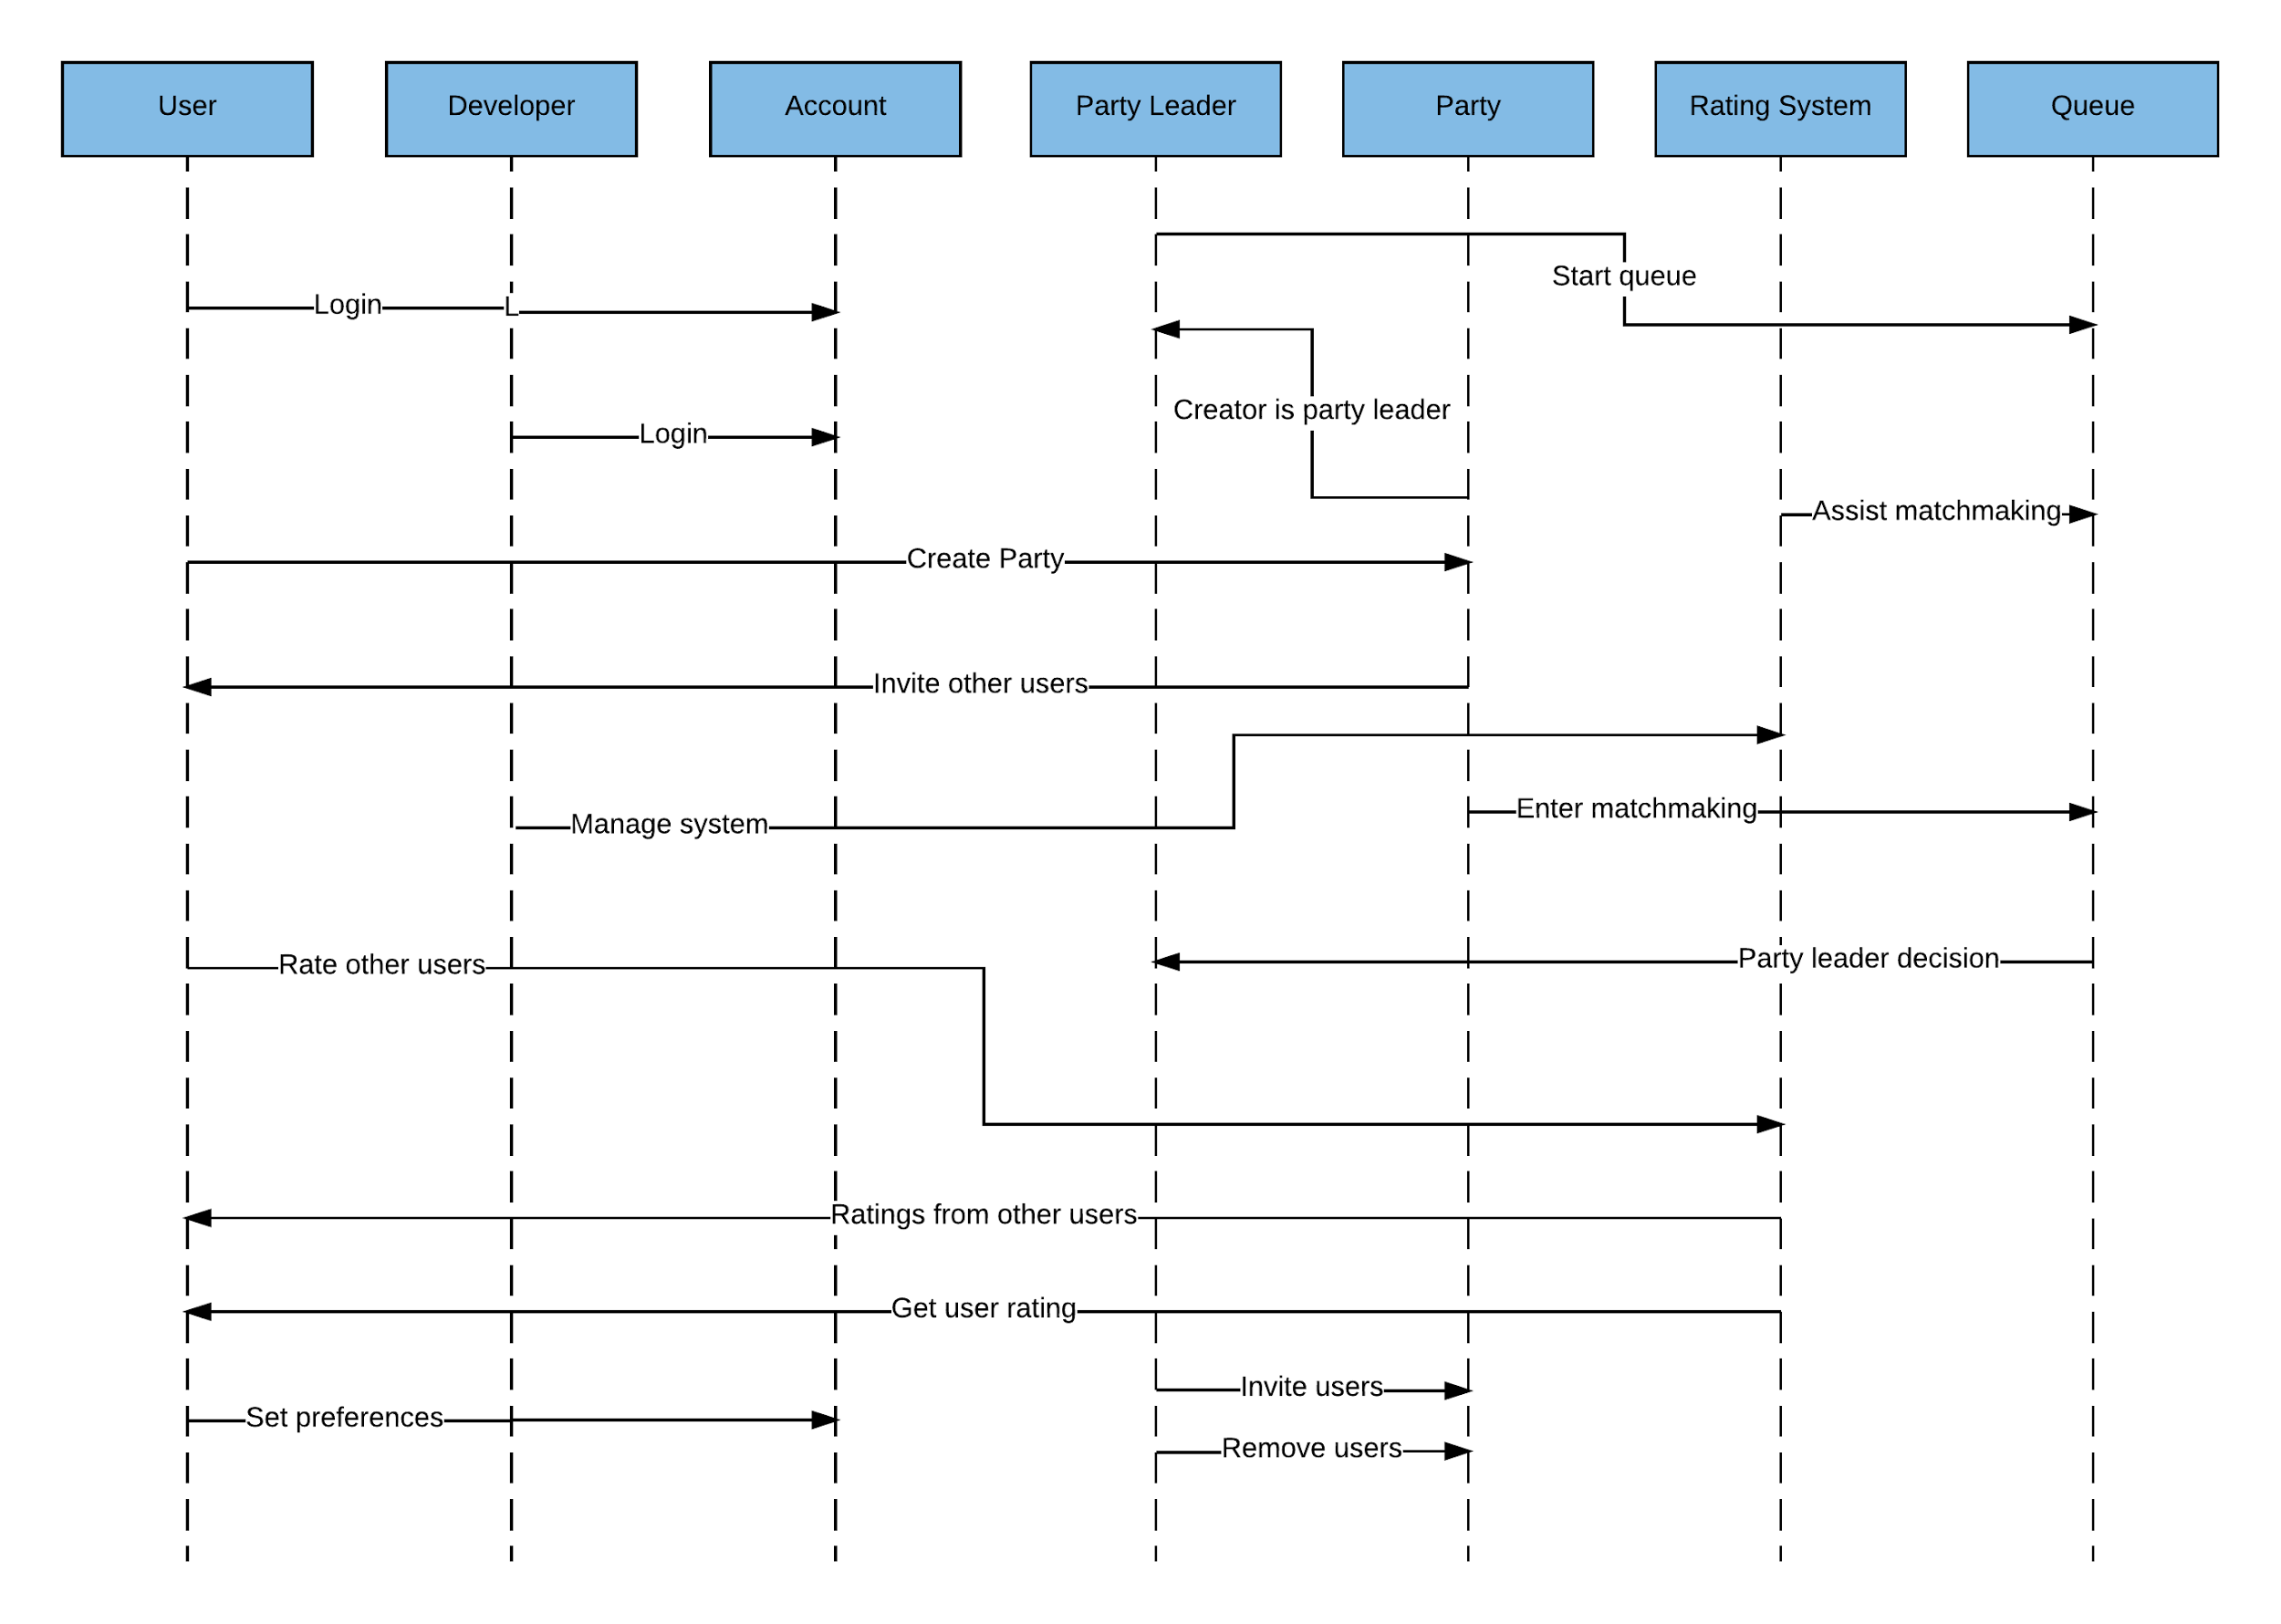 User
Developer
Account
Party Leader
Party
Rating System
Queue
Start queue
Login
L
Creator is party leader
Login
Assist matchmaking
Create Party
Invite other users
Enter matchmaking
Manage system
Party leader decision
Rate other users
Ratings from other users
Get user rating
Invite users
Set preferences
Remove users